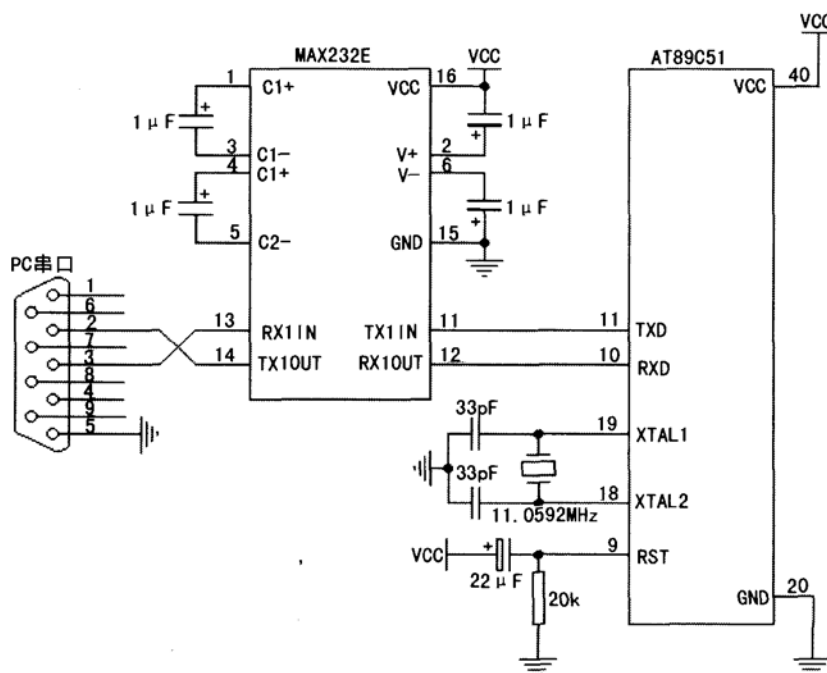 MAX232E
1
C1+
1μF
3
C1-
4
C1+
1μF
5
C2-
13
RX1IN
14
TX1OUT
VCC
VCC
16
1μF
V+
2
V-
6
1μF
GND
15
TX1IN
11
RX1OUT
12
PC串口
1
6
2
7
3
8
4
9
5
AT89C51
VCC
VCC
40
11
TXD
10
RXD
33pF
19
XTAL1
33pF
18
XTAL2
11.0592MHz
VCC
22μF
9
RST
20k
GND
20